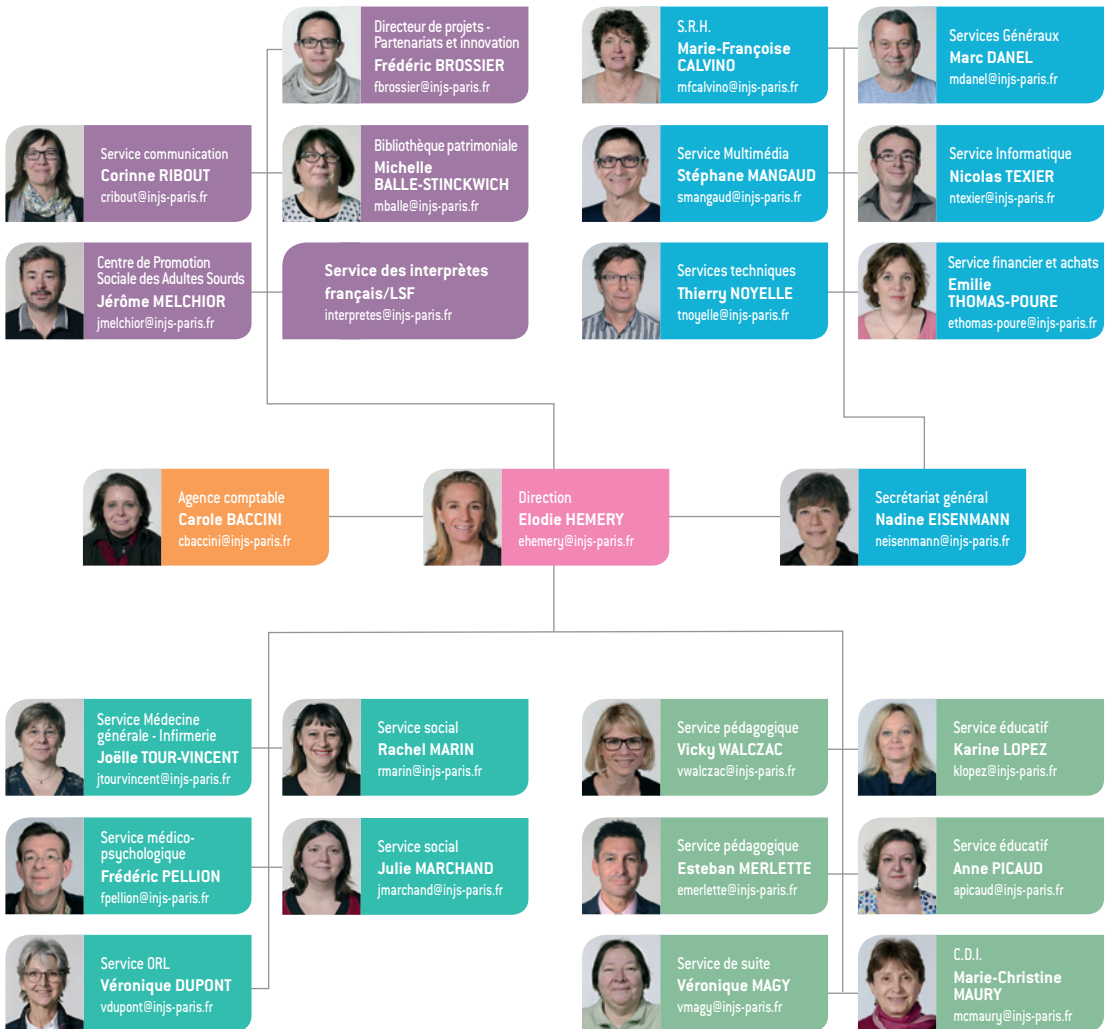 Directeur de projets -
Partenariats et innovation
Frédéric BROSSIER
fbrossier@injs-paris.fr
Service communication
Corinne RIBOUT
cribout@injs-paris.fr
Bibliothèque patrimoniale
Michelle
BALLE-STINCKWICH
mballe@injs-paris.fr
Centre de Promotion
Sociale des Adultes Sourds
Jérôme MELCHIOR
jmelchior@injs-paris.fr
Service des interprètes
français/LSF
interpretes@injs-paris.fr
S.R.H.
Marie-Françoise
CALVINO
mfcalvino@injs-paris.fr
Services Généraux
Marc DANEL
mdanel@injs-paris.fr
Service Multimédia
Stéphane MANGAUD
smangaud@injs-paris.fr
Service Informatique
Nicolas TEXIER
ntexier@injs-paris.fr
Services techniques
Thierry NOYELLE
tnoyelle@injs-paris.fr
Service financier et achats
Emilie
THOMAS-POURE
ethomas-poure@injs-paris.fr
Agence comptable
Carole BACCINI
cbaccini@injs-paris.fr
Direction
Elodie HEMERY
ehemery@injs-paris.fr
Secrétariat général
Nadine EISENMANN
neisenmann@injs-paris.fr
Service Médecine
générale - Infirmerie
Joëlle TOUR-VINCENT
jtourvincent@injs-paris.fr
Service social
Rachel MARIN
rmarin@injs-paris.fr
Service médico-
psychologique
Frédéric PELLION
fpellion@injs-paris.fr
Service social
Julie MARCHAND
jmarchand@injs-paris.fr
Service ORL
Véronique DUPONT
vdupont@injs-paris.fr
Service pédagogique
Vicky WALCZAC
vwalczac@injs-paris.fr
Service éducatif
Karine LOPEZ
klopez@injs-paris.fr
Service pédagogique
Esteban MERLETTE
emerlette@injs-paris.fr
Service éducatif
Anne PICAUD
apicaud@injs-paris.fr
Service de suite
Véronique MAGY
vmagy@injs-paris.fr
C.D.I.
Marie-Christine
MAURY
mcmaury@injs-paris.fr